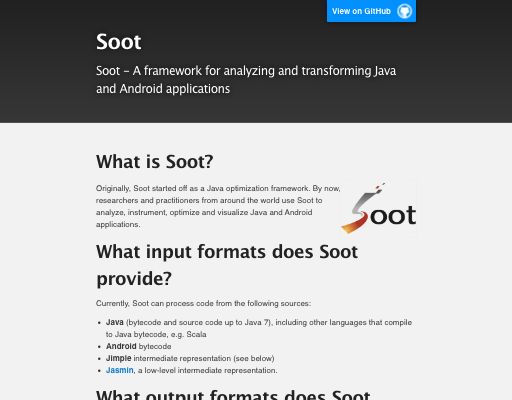 View on GitHub
Soot
Soot - A framework for analyzing and transforming Java
and Android applications
What is Soot?
Originally, Soot started off as a Java optimization framework. By now,
researchers and practitioners from around the world use Soot to
analyze, instrument, optimize and visualize Java and Android
applications.
Soot
What input formats does Soot
provide?
Currently, Soot can process code from the following sources:
• Java (bytecode and source code up to Java 7), including other languages that compile
to Java bytecode, e.g. Scala
• Android bytecode
• Jimple intermediate representation (see below)
• Jasmin, a low-level intermediate representation.
What output formats does Soot